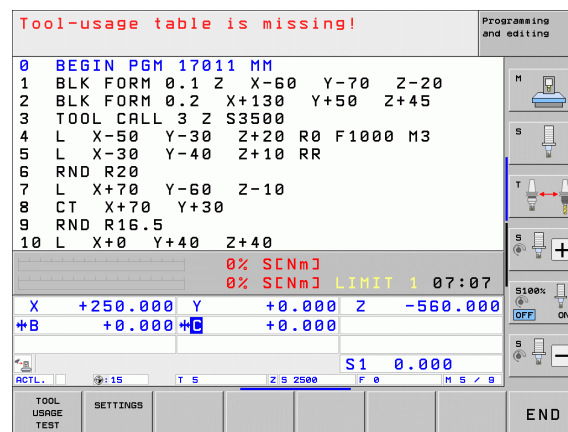 Tool-usage table is missing!
Programming
and editing
0 BEGIN PGM 17011 MM
1 BLK FORM 0.1 Z X-60 Y-70 Z-20
2 BLK FORM 0.2 X+130 Y+50 Z+45
3 TOOL CALL 3 Z S3500
4 L X-50 Y-30 Z+20 R0 F1000 M3
5 L X-30 Y-40 Z+10 RR
6 RND R20
7 L X+70 Y-60 Z-10
8 CT X+70 Y+30
9 RND R16.5
10 L X+0 Y+40 Z+40
0% S[Nm]
0% S[Nm] LIMIT 1 07:07
X +250.000 Y +0.000 Z -560.000
B +0.000 C +0.000
S1 0.000
ACTL. : 15 T 5 Z S 2500 F 0 M 5 / 9
M
S
T
S
+
S100%
OFF ON
S
-
TOOL
USAGE
TEST
SETTINGS
END